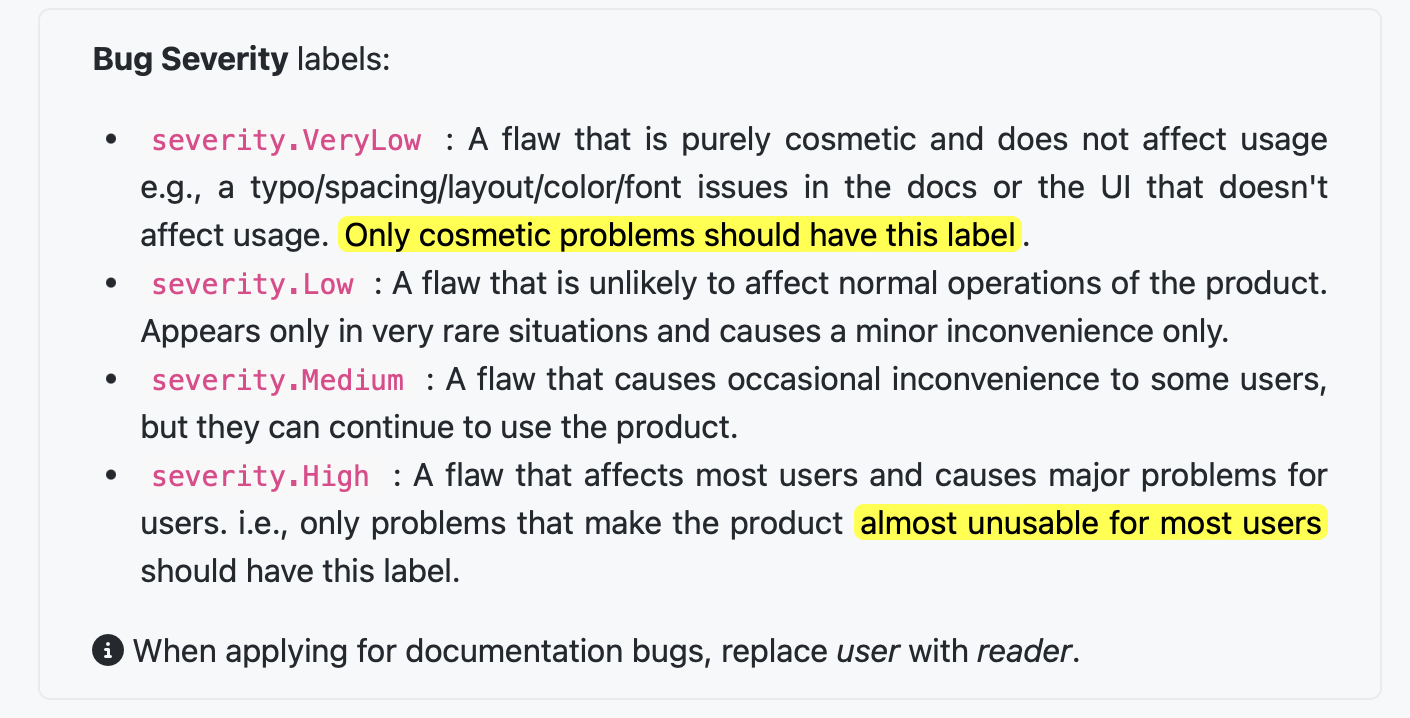 Bug Severity labels:
• severity.VeryLow : A flaw that is purely cosmetic and does not affect usage
e.g., a typo/spacing/layout/color/font issues in the docs or the UI that doesn't
affect usage. Only cosmetic problems should have this label.
• severity.Low : A flaw that is unlikely to affect normal operations of the product.
Appears only in very rare situations and causes a minor inconvenience only.
• severity.Medium : A flaw that causes occasional inconvenience to some users,
but they can continue to use the product.
• severity.High : A flaw that affects most users and causes major problems for
users. i.e., only problems that make the product almost unusable for most users
should have this label.
When applying for documentation bugs, replace user with reader.